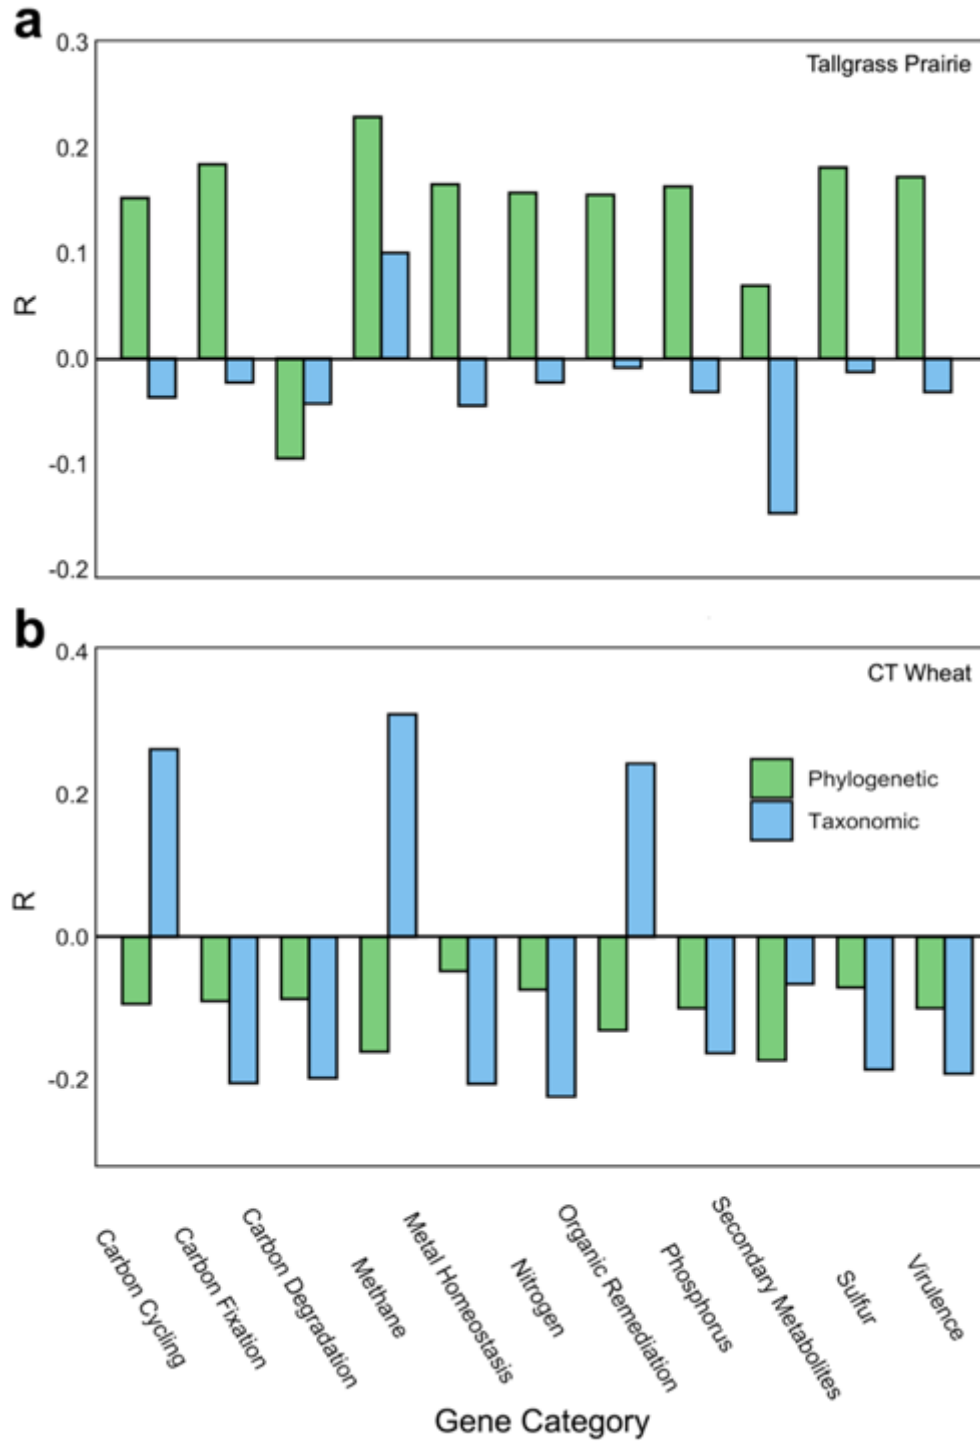 a
Tallgrass Prairie
0.3
0.2
0.1
0.0
-0.1
-0.2
R
b
CT Wheat
0.4
0.2
0.0
-0.2
R
Phylogenetic
Taxonomic
Carbon Cycling
Carbon Fixation
Carbon Degradation
Methane
Metal Homeostasis
Nitrogen
Organic Remediation
Phosphorus
Secondary Metabolites
Sulfur
Virulence
Gene Category